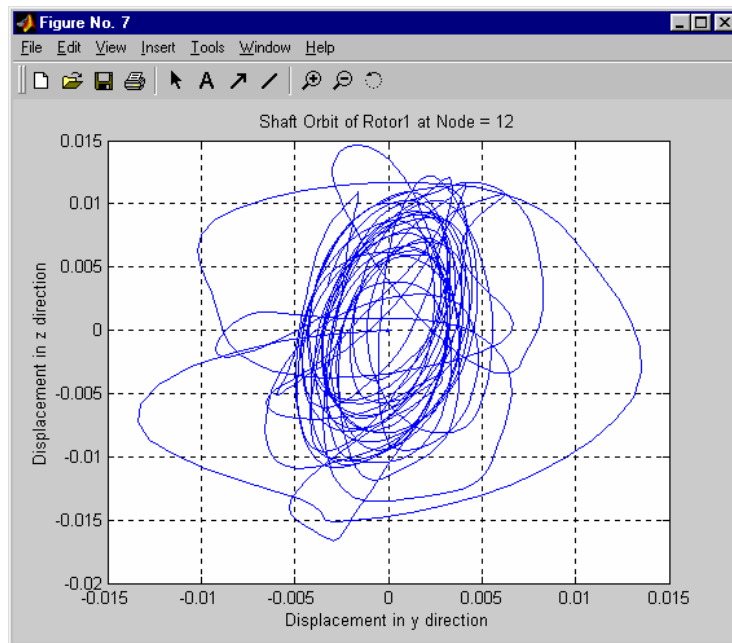 Figure No. 7
File Edit View Insert Tools Window Help
A
Shaft Orbit of Rotor1 at Node = 12
0.015
0.01
0.005
0
-0.005
-0.01
-0.015
-0.02
Displacement in z direction
-0.015 -0.01 -0.005 0 0.005 0.01 0.015
Displacement in y direction